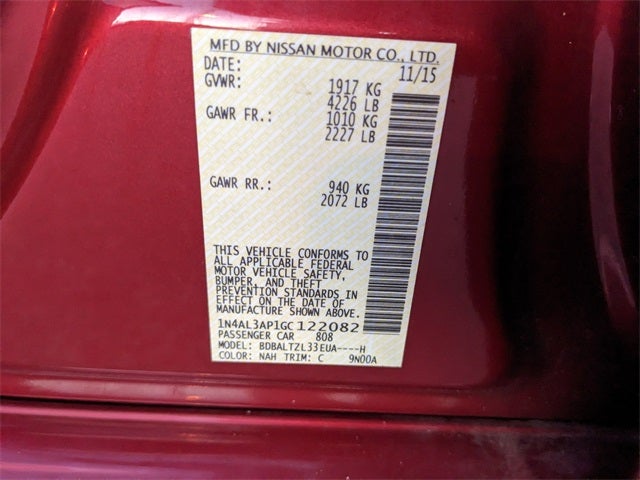 MFD BY NISSAN MOTOR CO., LTD.
DATE: 11/15
GVWR: 1917 KG
4226 LB
GAWR FR.: 1010 KG
2227 LB
GAWR RR.: 940 KG
2072 LB
THIS VEHICLE CONFORMS TO
ALL APPLICABLE FEDERAL
MOTOR VEHICLE SAFETY,
BUMPER, AND THEFT
PREVENTION STANDARDS IN
EFFECT ON THE DATE OF
MANUFACTURE SHOWN ABOVE.
1N4AL3AP1GC122082
PASSENGER CAR 808
MODEL: BDBALTZL33EUA----H
COLOR: NAH TRIM: C 9N00A